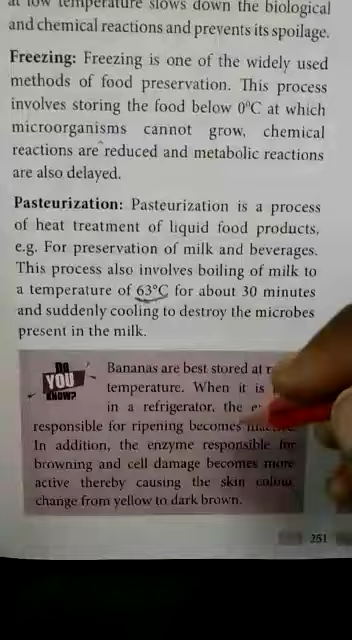 at low temperature slows down the biological
and chemical reactions and prevents its spoilage.
Freezing: Freezing is one of the widely used
methods of food preservation. This process
involves storing the food below 0°C at which
microorganisms cannot grow, chemical
reactions are reduced and metabolic reactions
are also delayed.
Pasteurization: Pasteurization is a process
of heat treatment of liquid food products,
e.g. For preservation of milk and beverages.
This process also involves boiling of milk to
a temperature of 63°C for about 30 minutes
and suddenly cooling to destroy the microbes
present in the milk.
DO
YOU
KNOW?
Bananas are best stored at
temperature. When it is
in a refrigerator, the
responsible for ripening becomes
In addition, the enzyme responsible for
browning and cell damage becomes more
active thereby causing the skin colour
change from yellow to dark brown.
251